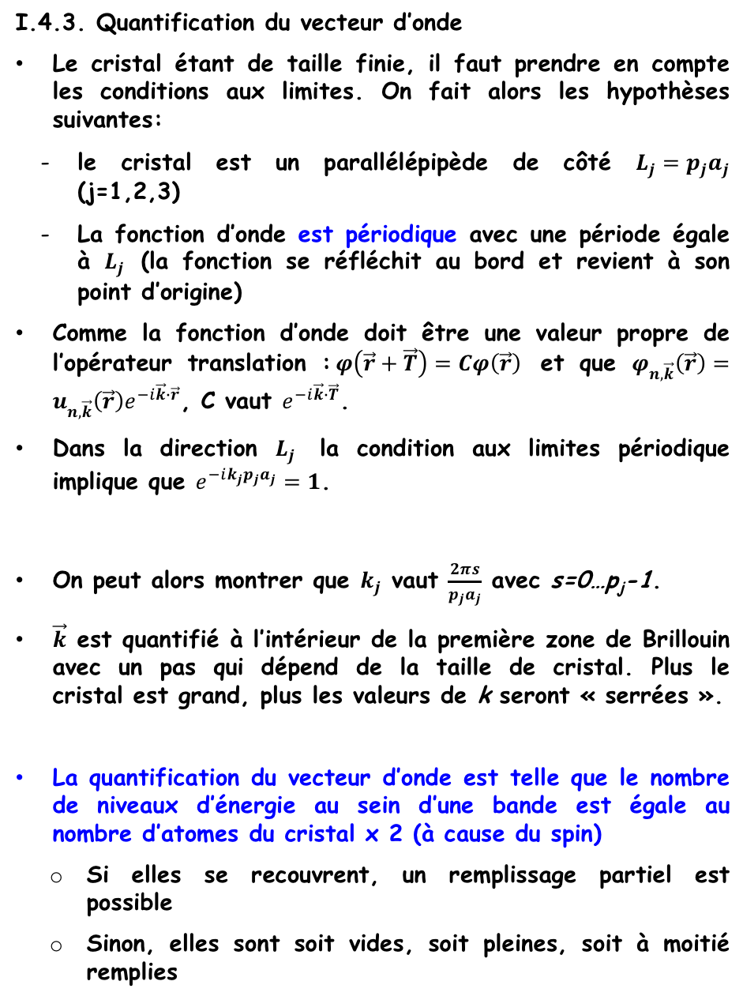 I.4.3. Quantification du vecteur d’onde
• Le cristal étant de taille finie, il faut prendre en compte
les conditions aux limites. On fait alors les hypothèses
suivantes:
- le cristal est un parallélépipède de côté $L_j = p_j a_j$
(j=1,2,3)
- La fonction d’onde est périodique avec une période égale
à $L_j$ (la fonction se réfléchit au bord et revient à son
point d’origine)
• Comme la fonction d’onde doit être une valeur propre de
l’opérateur translation : $\varphi(\vec{r} + \vec{T}) = C\varphi(\vec{r})$ et que $\varphi_{n,\vec{k}}(\vec{r}) =$
$u_{n,\vec{k}}(\vec{r})e^{-i\vec{k}\cdot\vec{r}}$, C vaut $e^{-i\vec{k}\cdot\vec{T}}$.
• Dans la direction $L_j$ la condition aux limites périodique
implique que $e^{-ik_j p_j a_j} = 1$.
• On peut alors montrer que $k_j$ vaut $\frac{2\pi s}{p_j a_j}$ avec s=0…$p_j$-1.
• $\vec{k}$ est quantifié à l’intérieur de la première zone de Brillouin
avec un pas qui dépend de la taille de cristal. Plus le
cristal est grand, plus les valeurs de k seront « serrées ».
• La quantification du vecteur d’onde est telle que le nombre
de niveaux d’énergie au sein d’une bande est égale au
nombre d’atomes du cristal x 2 (à cause du spin)
o Si elles se recouvrent, un remplissage partiel est
possible
o Sinon, elles sont soit vides, soit pleines, soit à moitié
remplies